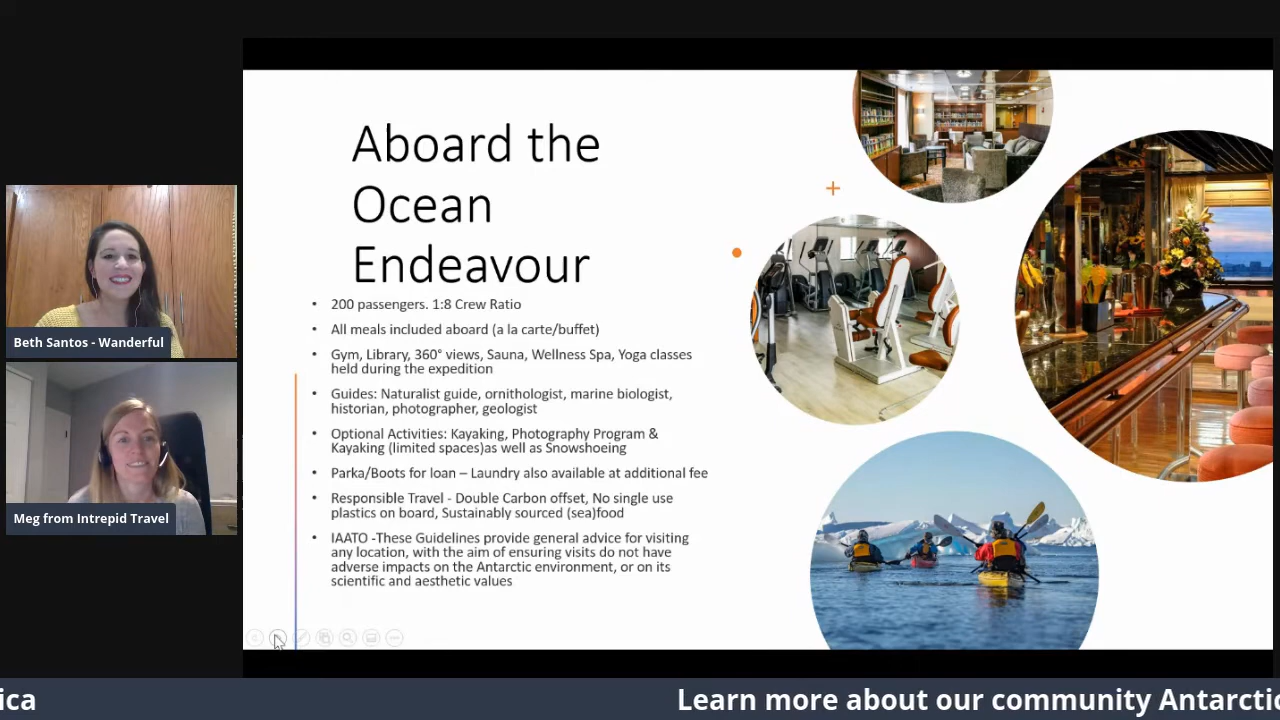 Aboard the
Ocean
Endeavour
• 200 passengers. 1:8 Crew Ratio
• All meals included aboard (a la carte/buffet)
• Gym, Library, 360° views, Sauna, Wellness Spa, Yoga classes
held during the expedition
• Guides: Naturalist guide, ornithologist, marine biologist,
historian, photographer, geologist
• Optional Activities: Kayaking, Photography Program &
Kayaking (limited spaces)as well as Snowshoeing
• Parka/Boots for loan – Laundry also available at additional fee
• Responsible Travel - Double Carbon offset, No single use
plastics on board, Sustainably sourced (sea)food
• IAATO -These Guidelines provide general advice for visiting
any location, with the aim of ensuring visits do not have
adverse impacts on the Antarctic environment, or on its
scientific and aesthetic values
Beth Santos - Wanderful
Meg from Intrepid Travel
ica
Learn more about our community Antarctic